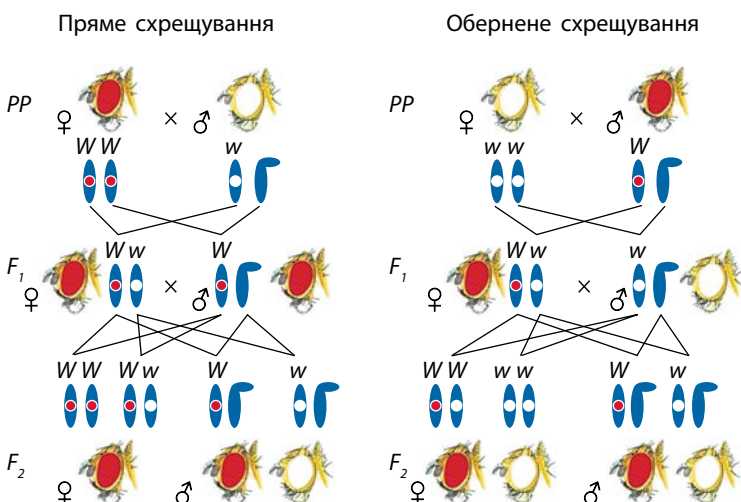 Пряме схрещування Обернене схрещування
PP ♀ × ♂ PP ♀ × ♂
W W w w w W
F₁ ♀ W w × ♂ W F₁ ♀ W w × ♂ w
W W W w W w W W w w W w
F₂ ♀ ♂ F₂ ♀ ♂